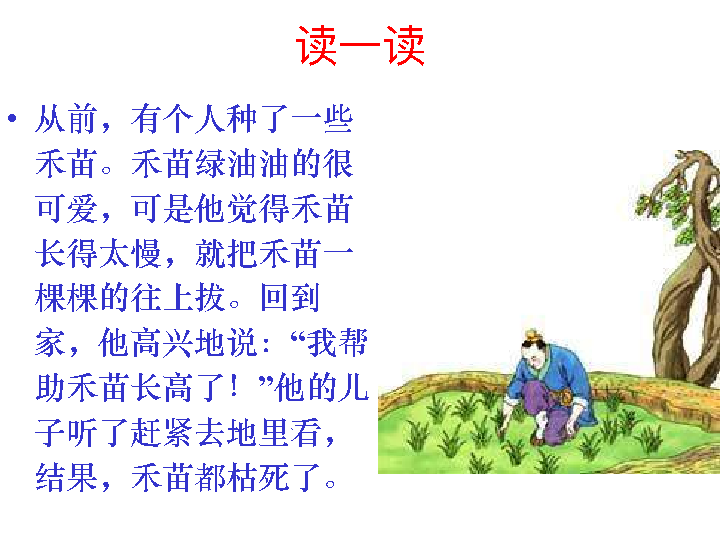 读一读
• 从前，有个人种了一些
禾苗。禾苗绿油油的很
可爱，可是他觉得禾苗
长得太慢，就把禾苗一
棵棵的往上拔。回到
家，他高兴地说：“我帮
助禾苗长高了！”他的儿
子听了赶紧去地里看，
结果，禾苗都枯死了。